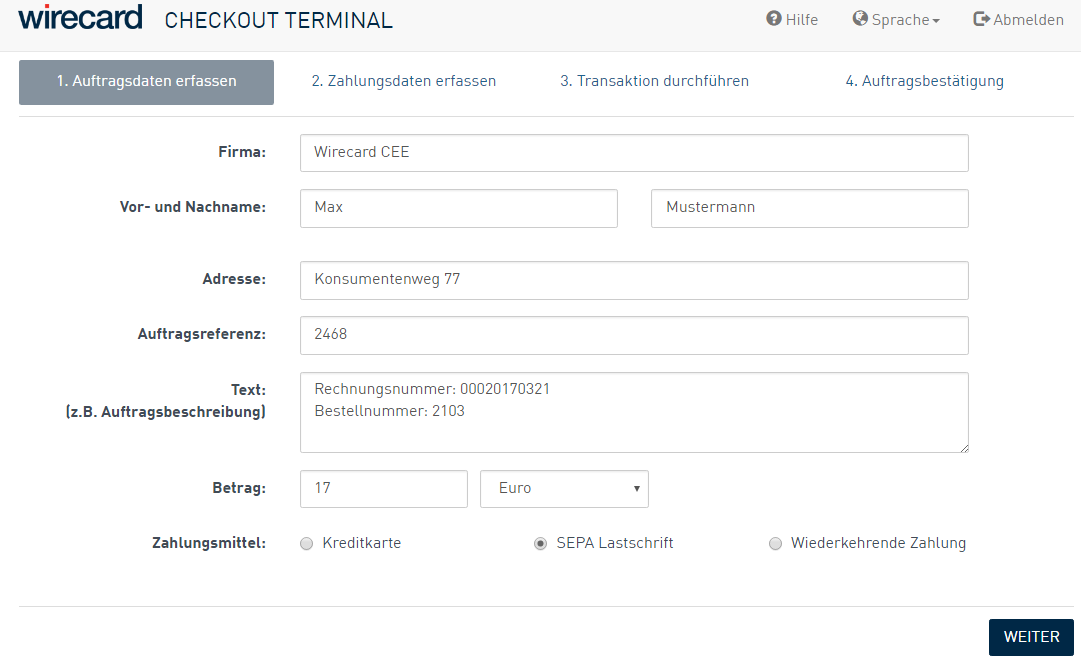 wirecard CHECKOUT TERMINAL Hilfe Sprache Abmelden
1. Auftragsdaten erfassen 2. Zahlungsdaten erfassen 3. Transaktion durchführen 4. Auftragsbestätigung
Firma: Wirecard CEE
Vor- und Nachname: Max Mustermann
Adresse: Konsumentenweg 77
Auftragsreferenz: 2468
Text: Rechnungsnummer: 00020170321
(z.B. Auftragsbeschreibung) Bestellnummer: 2103
Betrag: 17 Euro
Zahlungsmittel: Kreditkarte SEPA Lastschrift Wiederkehrende Zahlung
WEITER